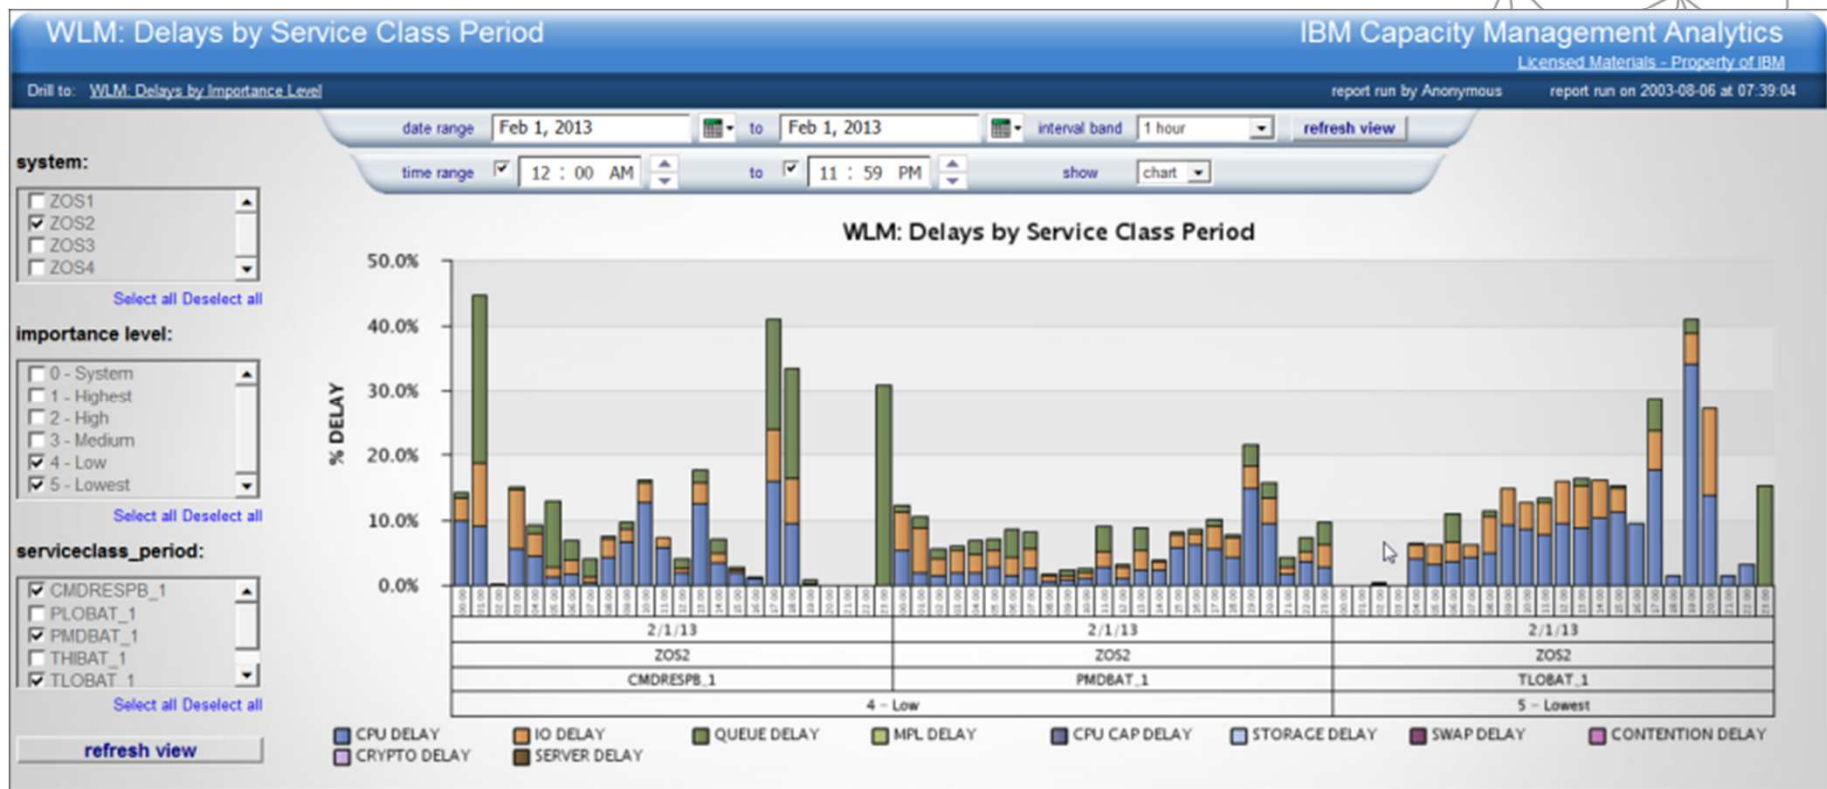 WLM: Delays by Service Class Period
IBM Capacity Management Analytics
Licensed Materials - Property of IBM
Drill to: WLM: Delays by Importance Level
report run by Anonymous report run on 2003-08-06 at 07:39:04
date range Feb 1, 2013 to Feb 1, 2013 interval band 1 hour refresh view
time range 12 : 00 AM to 11 : 59 PM show chart
system:
ZOS1
ZOS2
ZOS3
ZOS4
Select all Deselect all
importance level:
0 - System
1 - Highest
2 - High
3 - Medium
4 - Low
5 - Lowest
Select all Deselect all
serviceclass_period:
CMDRESPB_1
PLOBAT_1
PMDBAT_1
THIBAT_1
TLOBAT_1
Select all Deselect all
refresh view
WLM: Delays by Service Class Period
% DELAY
50.0%
40.0%
30.0%
20.0%
10.0%
0.0%
2/1/13 2/1/13 2/1/13
ZOS2 ZOS2 ZOS2
CMDRESPB_1 PMDBAT_1 TLOBAT_1
4 - Low 5 - Lowest
CPU DELAY IO DELAY QUEUE DELAY MPL DELAY CPU CAP DELAY STORAGE DELAY SWAP DELAY CONTENTION DELAY
CRYPTO DELAY SERVER DELAY